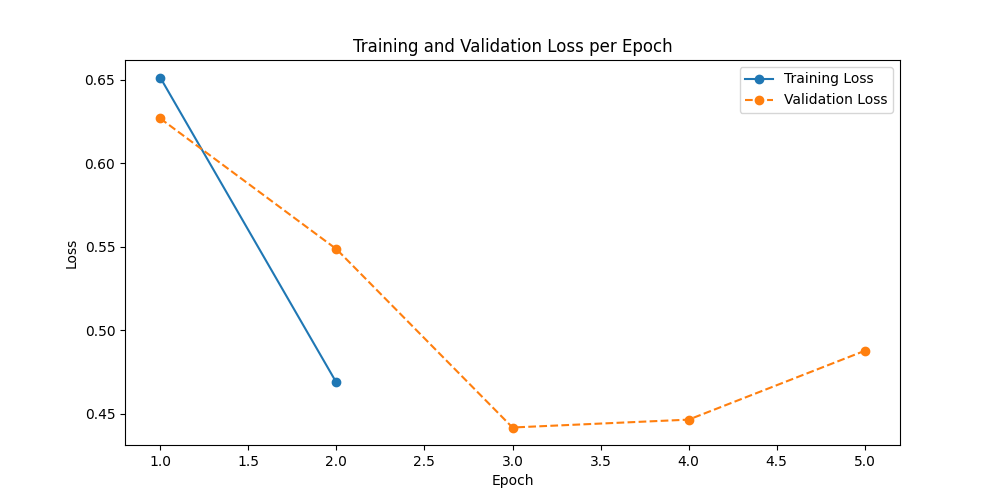 Training and Validation Loss per Epoch
Training Loss
Validation Loss
Loss
0.65
0.60
0.55
0.50
0.45
1.0 1.5 2.0 2.5 3.0 3.5 4.0 4.5 5.0
Epoch